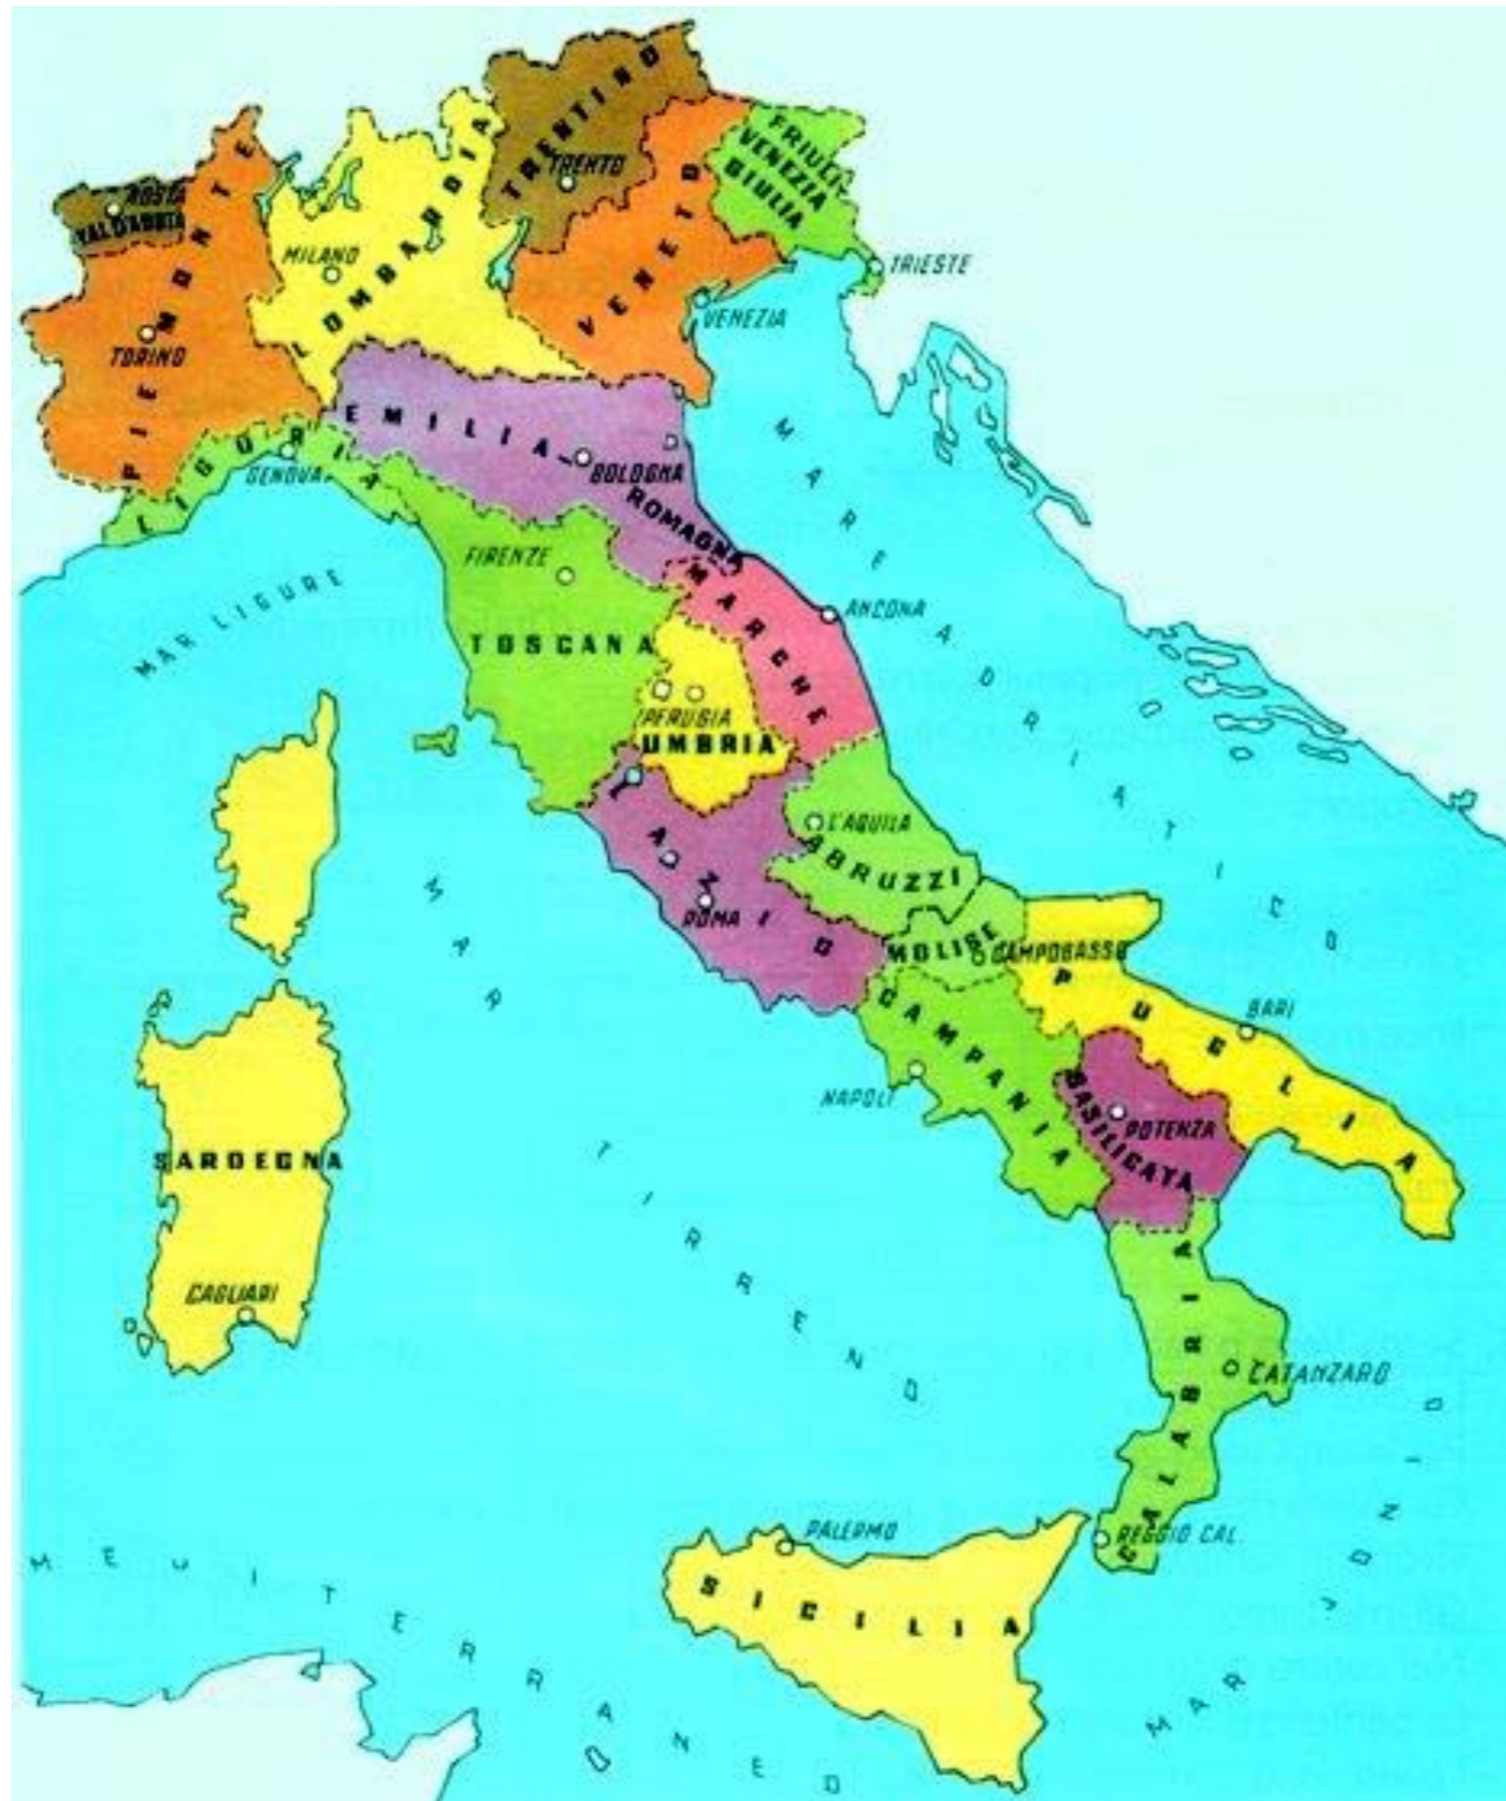 TRENTINO
TRENTO
FRIULI
VENEZIA
GIULIA
TRIESTE
VENETO
VENEZIA
LOMBARDIA
MILANO
AOSTA
VAL D'AOSTA
PIEMONTE
TORINO
LIGURIA
GENOVA
EMILIA-
ROMAGNA
BOLOGNA
MAR LIGURE
FIRENZE
TOSCANA
MARCHE
ANCONA
PERUGIA
UMBRIA
MARE ADRIATICO
LAZIO
ROMA
L'AQUILA
ABRUZZI
MOLISE
CAMPOBASSO
PUGLIA
BARI
CAMPANIA
NAPOLI
BASILICATA
POTENZA
SARDEGNA
CAGLIARI
MAR TIRRENO
CALABRIA
CATANZARO
REGGIO CAL.
PALERMO
SICILIA
MAR JONIO
MEDITERRANEO